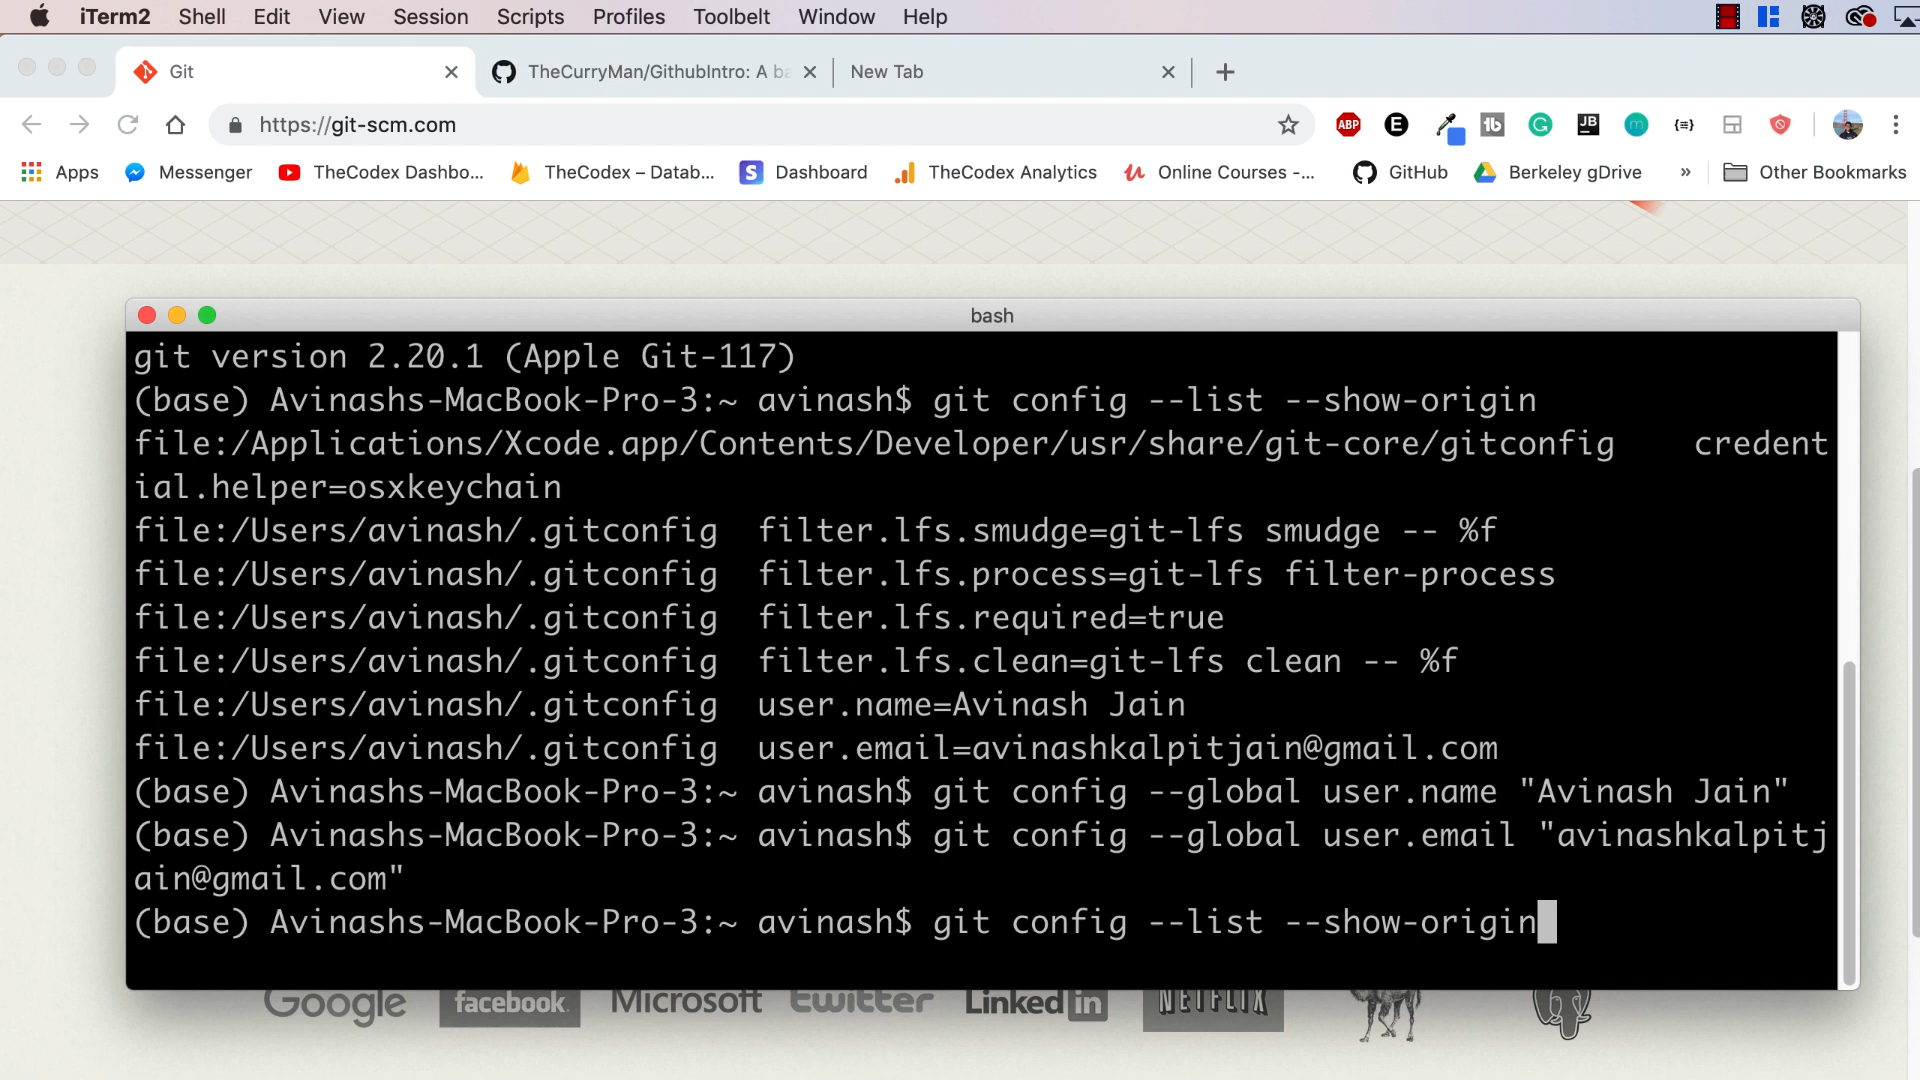 iTerm2 Shell Edit View Session Scripts Profiles Toolbelt Window Help
Git TheCurryMan/GithubIntro: A ba New Tab
https://git-scm.com ABP E tb G JB m {≡}
Apps Messenger TheCodex Dashbo... TheCodex – Datab... S Dashboard TheCodex Analytics Online Courses -... GitHub Berkeley gDrive » Other Bookmarks
bash
git version 2.20.1 (Apple Git-117)
(base) Avinashs-MacBook-Pro-3:~ avinash$ git config --list --show-origin
file:/Applications/Xcode.app/Contents/Developer/usr/share/git-core/gitconfig    credent
ial.helper=osxkeychain
file:/Users/avinash/.gitconfig  filter.lfs.smudge=git-lfs smudge -- %f
file:/Users/avinash/.gitconfig  filter.lfs.process=git-lfs filter-process
file:/Users/avinash/.gitconfig  filter.lfs.required=true
file:/Users/avinash/.gitconfig  filter.lfs.clean=git-lfs clean -- %f
file:/Users/avinash/.gitconfig  user.name=Avinash Jain
file:/Users/avinash/.gitconfig  user.email=avinashkalpitjain@gmail.com
(base) Avinashs-MacBook-Pro-3:~ avinash$ git config --global user.name "Avinash Jain"
(base) Avinashs-MacBook-Pro-3:~ avinash$ git config --global user.email "avinashkalpitj
ain@gmail.com"
(base) Avinashs-MacBook-Pro-3:~ avinash$ git config --list --show-origin
Google facebook Microsoft twitter Linked in NETFLIX